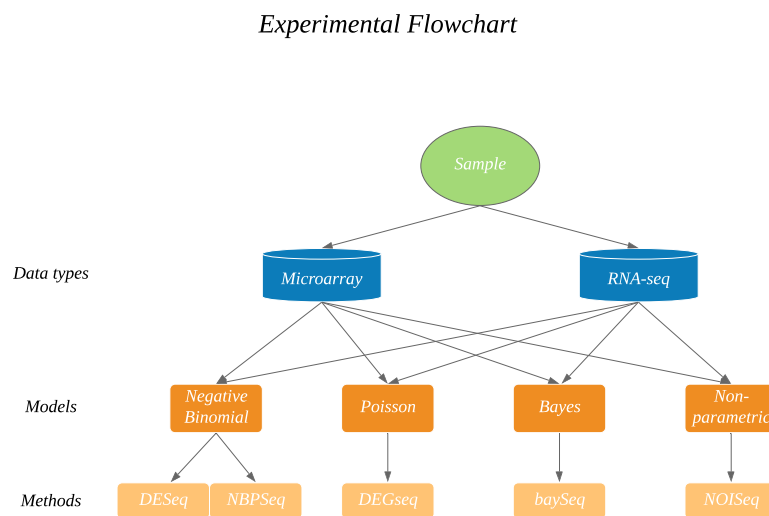 Experimental Flowchart
Sample
Data types
Microarray
RNA-seq
Models
Negative
Binomial
Poisson
Bayes
Non-
parametric
Methods
DESeq
NBPSeq
DEGseq
baySeq
NOISeq